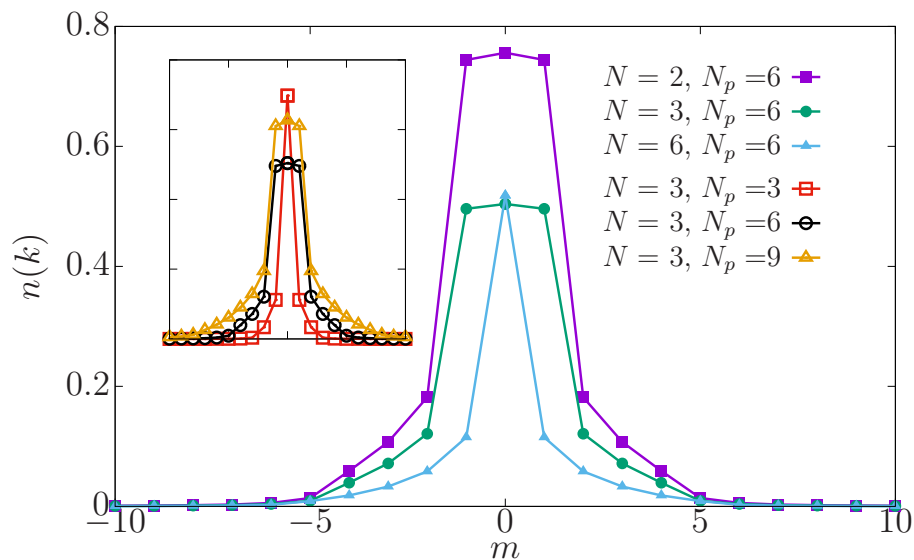 0.8
0.6
0.4
0.2
0
n(k)
N = 2, N_p =6
N = 3, N_p =6
N = 6, N_p =6
N = 3, N_p =3
N = 3, N_p =6
N = 3, N_p =9
−10 −5 0 5 10
m